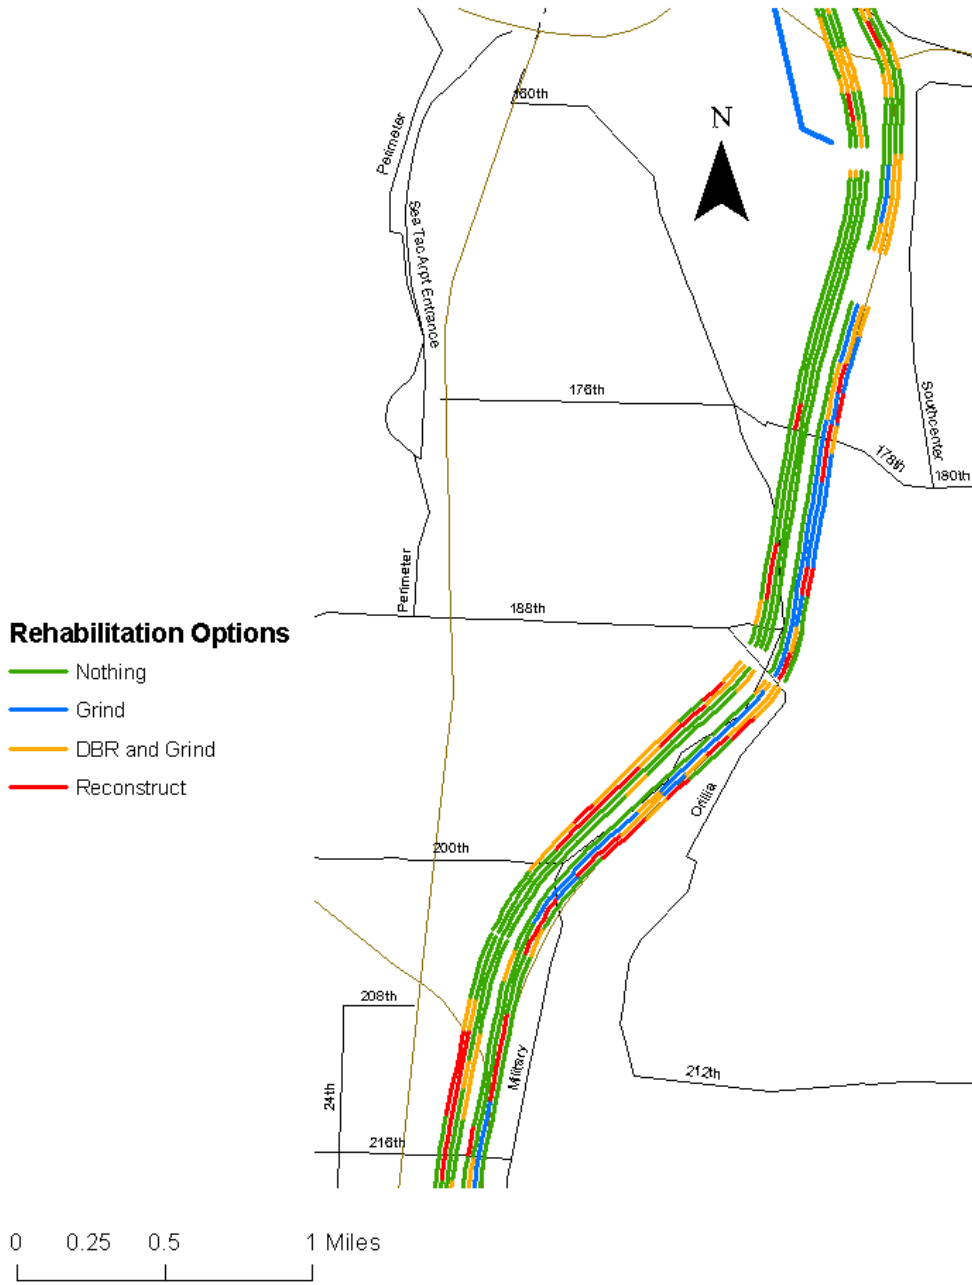 160th
N
Perimeter
Sea Tac Arpt Entrance
176th
Southcenter
178th
180th
Perimeter
188th
Rehabilitation Options
Nothing
Grind
DBR and Grind
Reconstruct
Orillia
200th
208th
Military
212th
24th
216th
0 0.25 0.5 1 Miles